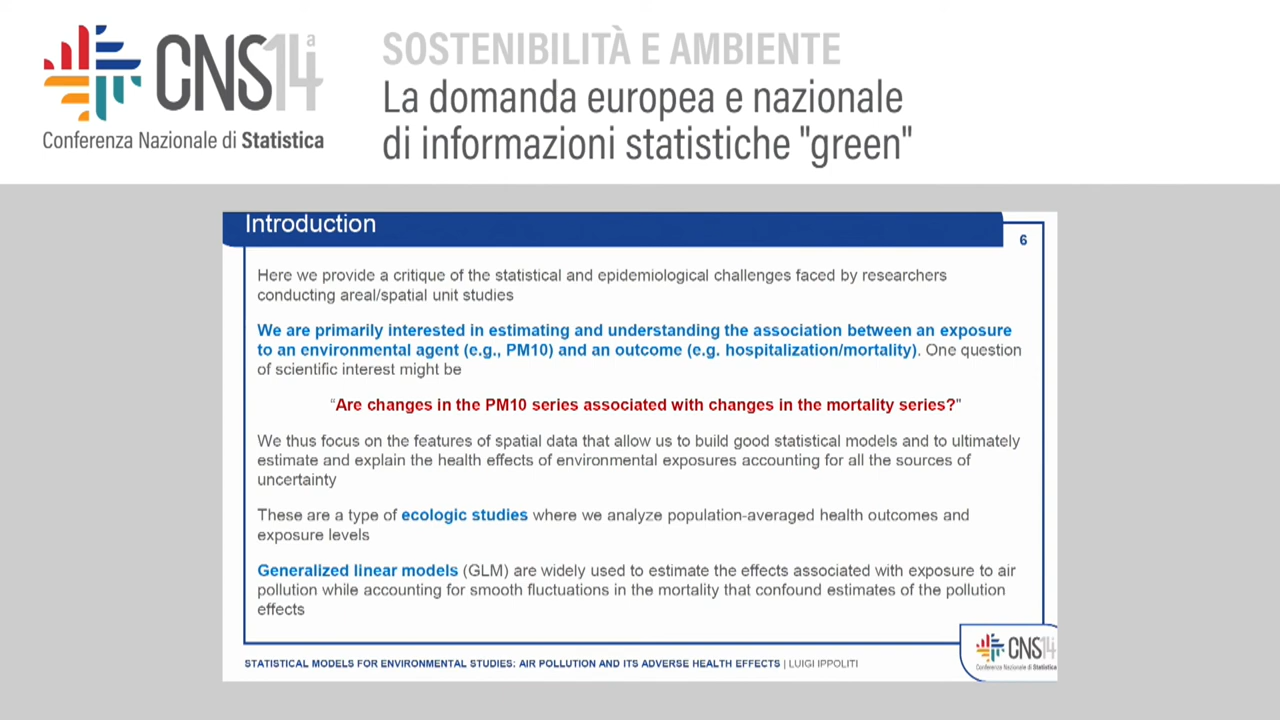 CNS14ª
Conferenza Nazionale di Statistica
SOSTENIBILITÀ E AMBIENTE
La domanda europea e nazionale
di informazioni statistiche "green"
Introduction
6
Here we provide a critique of the statistical and epidemiological challenges faced by researchers
conducting areal/spatial unit studies
We are primarily interested in estimating and understanding the association between an exposure
to an environmental agent (e.g., PM10) and an outcome (e.g. hospitalization/mortality). One question
of scientific interest might be
“Are changes in the PM10 series associated with changes in the mortality series?"
We thus focus on the features of spatial data that allow us to build good statistical models and to ultimately
estimate and explain the health effects of environmental exposures accounting for all the sources of
uncertainty
These are a type of ecologic studies where we analyze population-averaged health outcomes and
exposure levels
Generalized linear models (GLM) are widely used to estimate the effects associated with exposure to air
pollution while accounting for smooth fluctuations in the mortality that confound estimates of the pollution
effects
STATISTICAL MODELS FOR ENVIRONMENTAL STUDIES: AIR POLLUTION AND ITS ADVERSE HEALTH EFFECTS | LUIGI IPPOLITI
CNS14
Conferenza Nazionale di Statistica